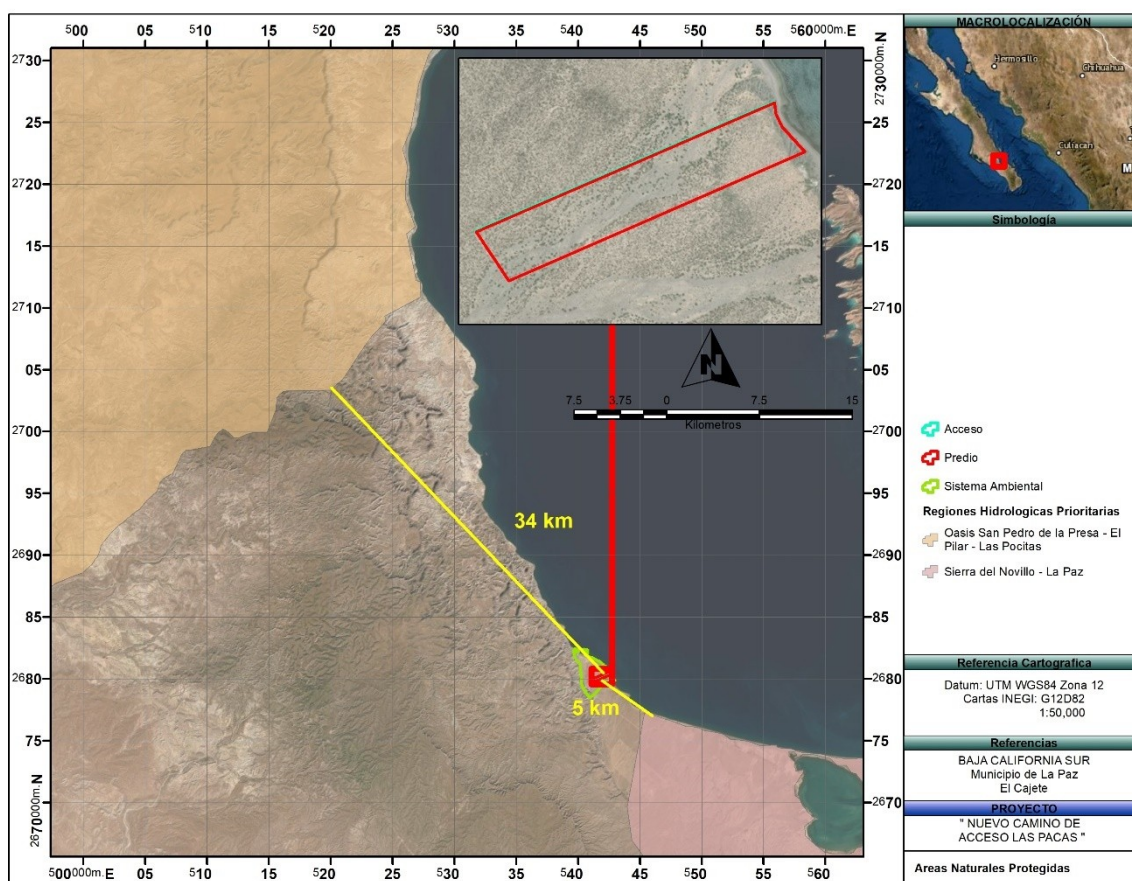 500000m.E 05 10 15 20 25 530 35 40 45 50 55 560000m.E
2730
25
2720
15
2710
05
2700
95
2690
85
2680
75
2670000m.N
2730000m.N
25
2720
15
2710
05
2700
95
2690
85
2680
75
2670
500000m.E 05 510 15 520 25 530 35 540 45 550 55 560
N
7.5 3.75 0 7.5 15
Kilometros
34 km
5 km
MACROLOCALIZACIÓN
Hermosillo
Chihuahua
Culiacan
M
Simbología
Acceso
Predio
Sistema Ambiental
Regiones Hidrologicas Prioritarias
Oasis San Pedro de la Presa - El
Pilar - Las Pocitas
Sierra del Novillo - La Paz
Referencia Cartografica
Datum: UTM WGS84 Zona 12
Cartas INEGI: G12D82
1:50,000
Referencias
BAJA CALIFORNIA SUR
Municipio de La Paz
El Cajete
PROYECTO
" NUEVO CAMINO DE
ACCESO LAS PACAS "
Areas Naturales Protegidas